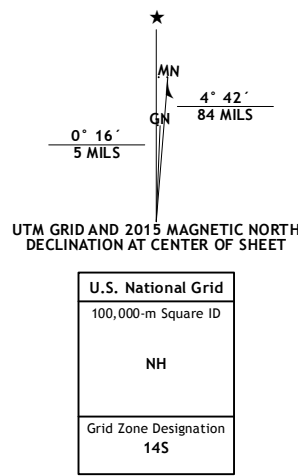 MN
4° 42´
84 MILS
GN
0° 16´
5 MILS
UTM GRID AND 2015 MAGNETIC NORTH
DECLINATION AT CENTER OF SHEET
U.S. National Grid
100,000-m Square ID
NH
Grid Zone Designation
14S